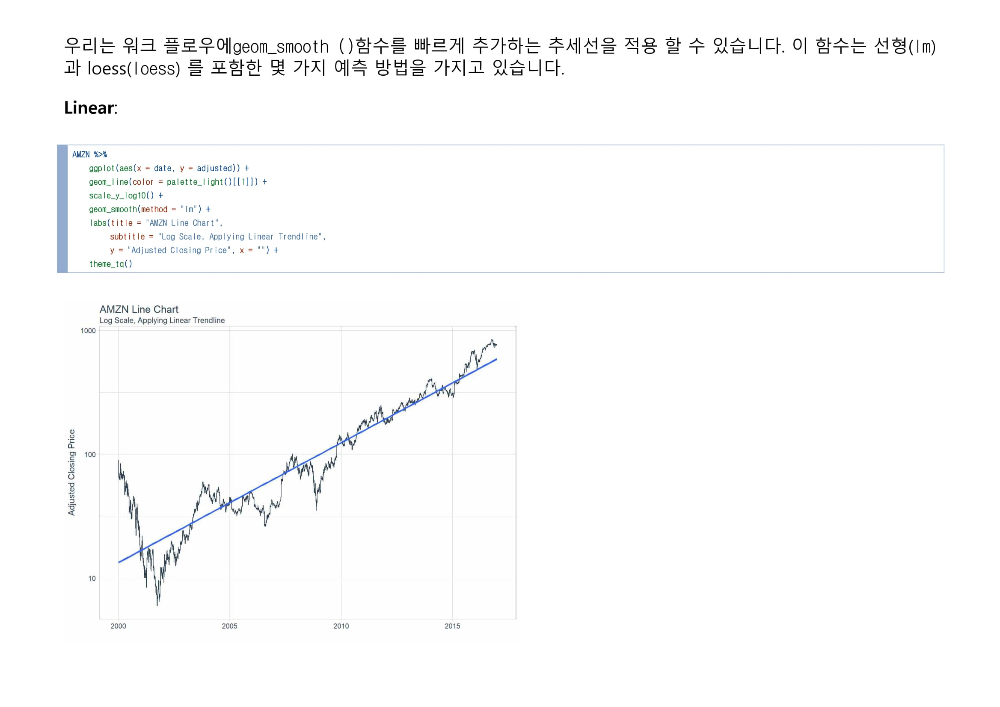 우리는 워크 플로우에geom_smooth ()함수를 빠르게 추가하는 추세선을 적용 할 수 있습니다. 이 함수는 선형(lm)
과 loess(loess) 를 포함한 몇 가지 예측 방법을 가지고 있습니다.
Linear:
AMZN %>%
ggplot(aes(x = date, y = adjusted)) +
geom_line(color = palette_light()[[1]]) +
scale_y_log10() +
geom_smooth(method = "lm") +
labs(title = "AMZN Line Chart",
subtitle = "Log Scale, Applying Linear Trendline",
y = "Adjusted Closing Price", x = "") +
theme_tq()
AMZN Line Chart
Log Scale, Applying Linear Trendline
1000
100
10
Adjusted Closing Price
2000 2005 2010 2015